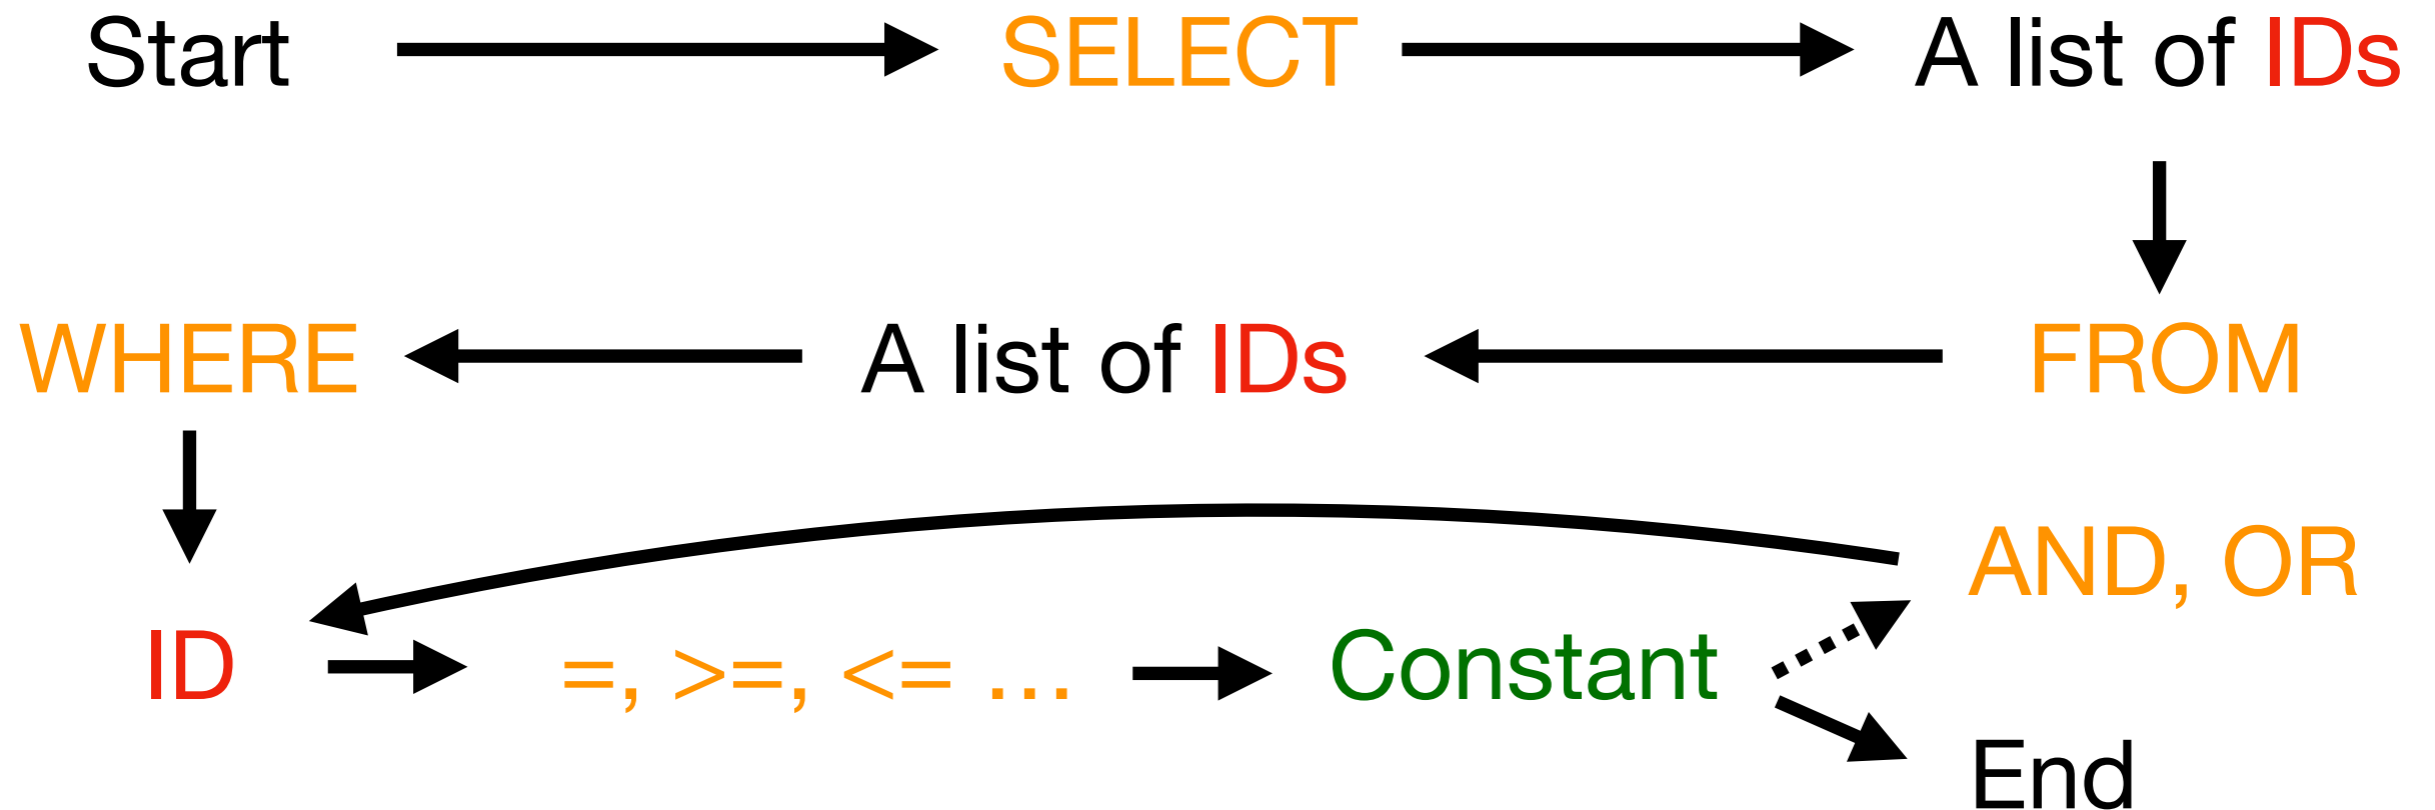 Start SELECT A list of IDs
WHERE A list of IDs FROM
AND, OR
ID =, >=, <= ... Constant
End